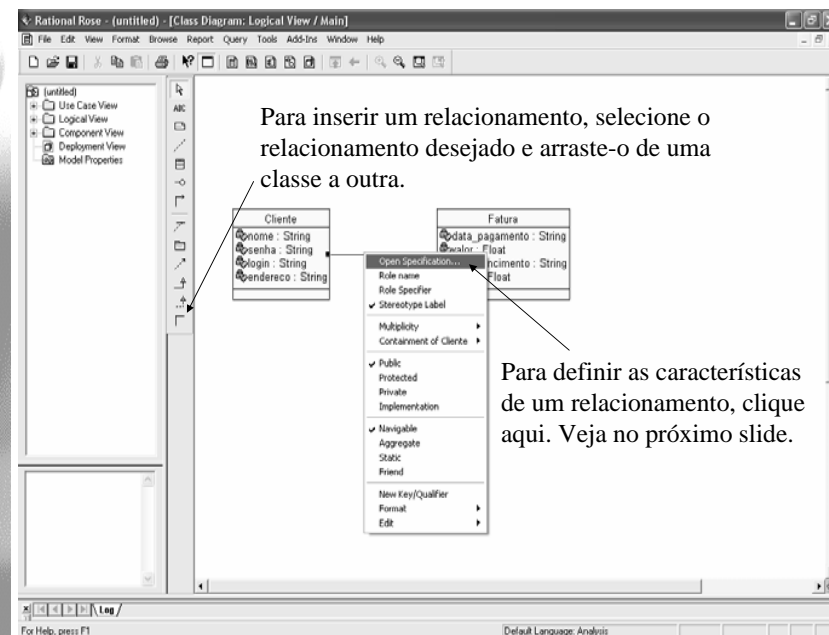 Rational Rose - (untitled) - [Class Diagram: Logical View / Main]
File Edit View Format Browse Report Query Tools Add-Ins Window Help
(untitled)
Use Case View
Logical View
Component View
Deployment View
Model Properties
ABC
Para inserir um relacionamento, selecione o
relacionamento desejado e arraste-o de uma
classe a outra.
Cliente
nome : String
senha : String
login : String
endereco : String
Fatura
data_pagamento : String
valor : Float
ncimento : String
Float
Open Specification...
Role name
Role Specifier
Stereotype Label
Multiplicity
Containment of Cliente
Public
Protected
Private
Implementation
Navigable
Aggregate
Static
Friend
New Key/Qualifier
Format
Edit
Para definir as características
de um relacionamento, clique
aqui. Veja no próximo slide.
Log
For Help, press F1
Default Language: Analysis